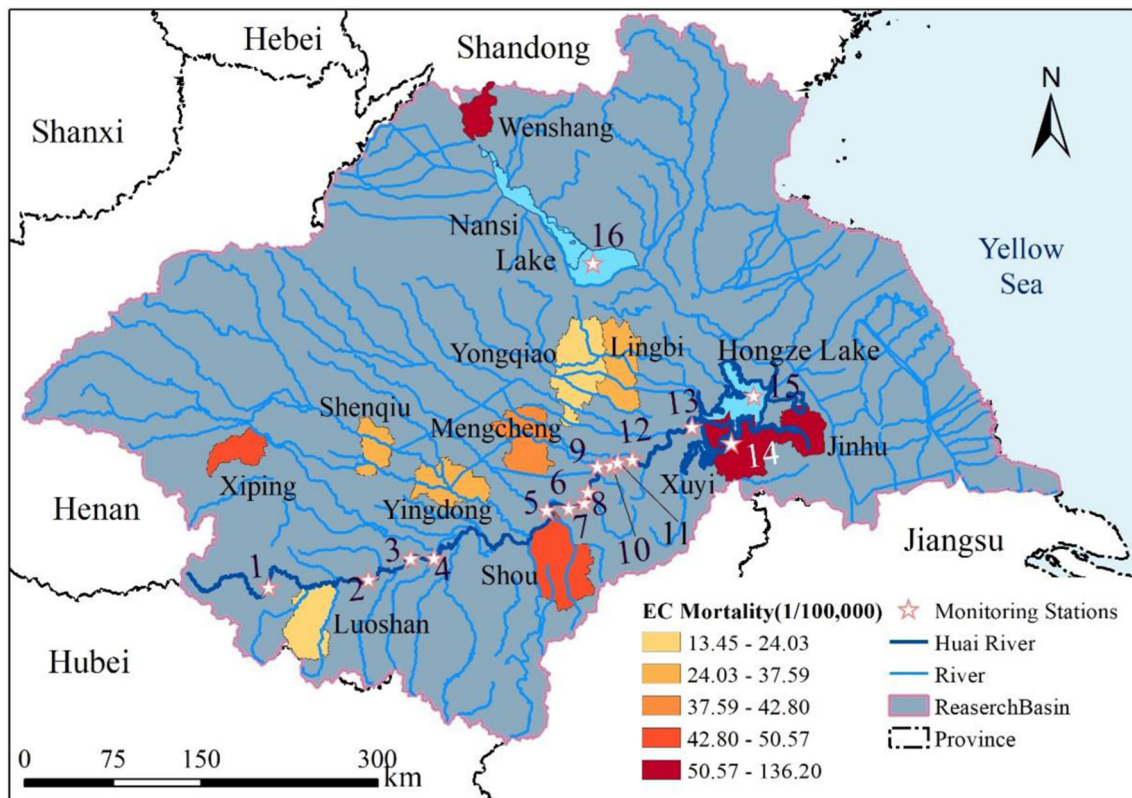 Hebei
Shandong
Shanxi
N
Wenshang
Nansi
Lake
16
Yellow
Sea
Yongqiao
Lingbi
Hongze Lake
15
Shenqiu
Mengcheng
13
12
Jinhu
14
Xiping
9
Xuyi
Yingdong
6
5
8
7
11
10
Henan
Jiangsu
3
4
1
2
Shou
Luoshan
Hubei
EC Mortality(1/100,000)
13.45 - 24.03
24.03 - 37.59
37.59 - 42.80
42.80 - 50.57
50.57 - 136.20
Monitoring Stations
Huai River
River
ReaserchBasin
Province
0 75 150 300
km